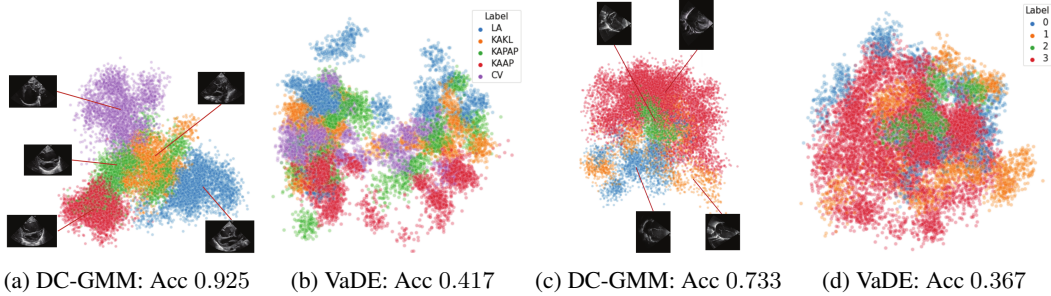 Label
LA
KAKL
KAPAP
KAAP
CV
Label
0
1
2
3
(a) DC-GMM: Acc 0.925
(b) VaDE: Acc 0.417
(c) DC-GMM: Acc 0.733
(d) VaDE: Acc 0.367